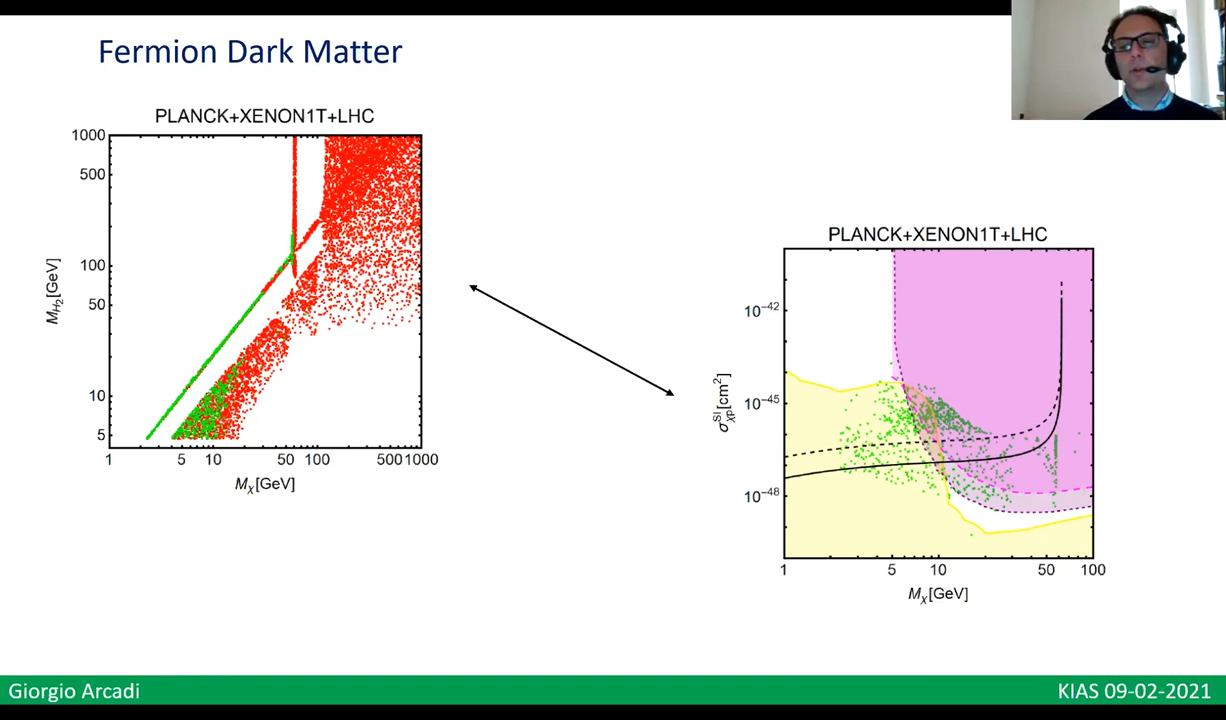 Fermion Dark Matter
PLANCK+XENON1T+LHC
1000
500
100
50
10
5
M_{H_2}[GeV]
1 5 10 50 100 5001000
M_χ[GeV]
PLANCK+XENON1T+LHC
10^{-42}
10^{-45}
10^{-48}
σ_{χp}^{SI}[cm^2]
1 5 10 50 100
M_χ[GeV]
Giorgio Arcadi
KIAS 09-02-2021